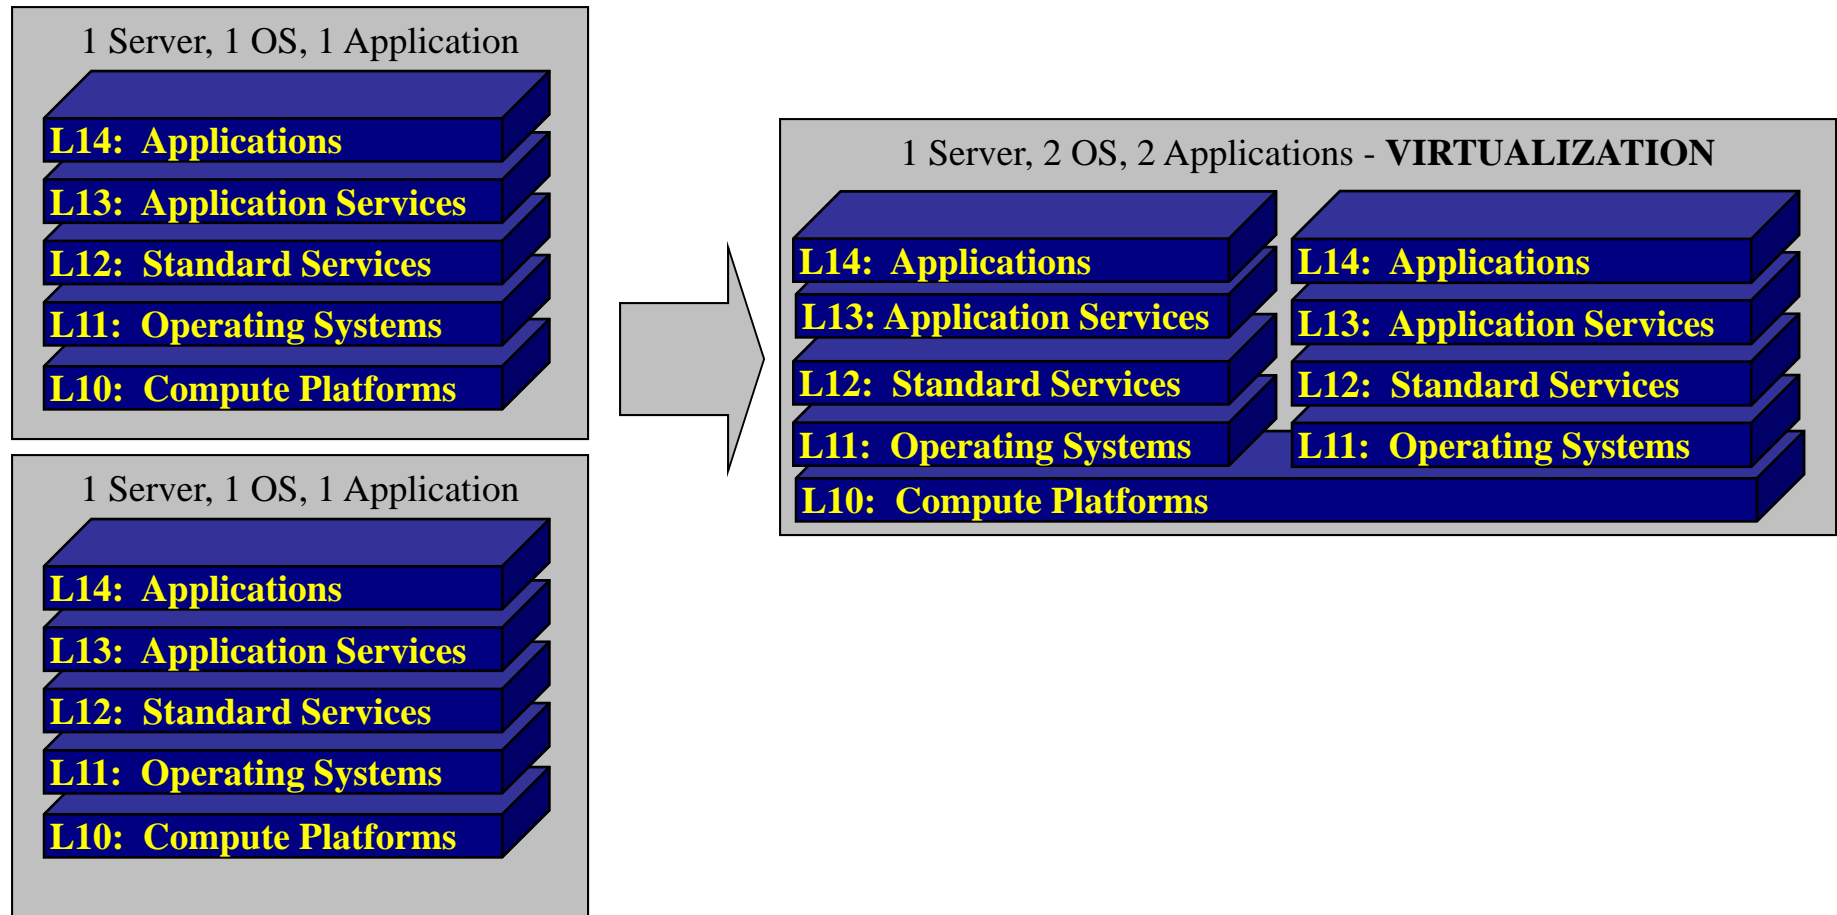 1 Server, 1 OS, 1 Application
L14: Applications
L13: Application Services
L12: Standard Services
L11: Operating Systems
L10: Compute Platforms
1 Server, 1 OS, 1 Application
L14: Applications
L13: Application Services
L12: Standard Services
L11: Operating Systems
L10: Compute Platforms
1 Server, 2 OS, 2 Applications - VIRTUALIZATION
L14: Applications
L13: Application Services
L12: Standard Services
L11: Operating Systems
L14: Applications
L13: Application Services
L12: Standard Services
L11: Operating Systems
L10: Compute Platforms